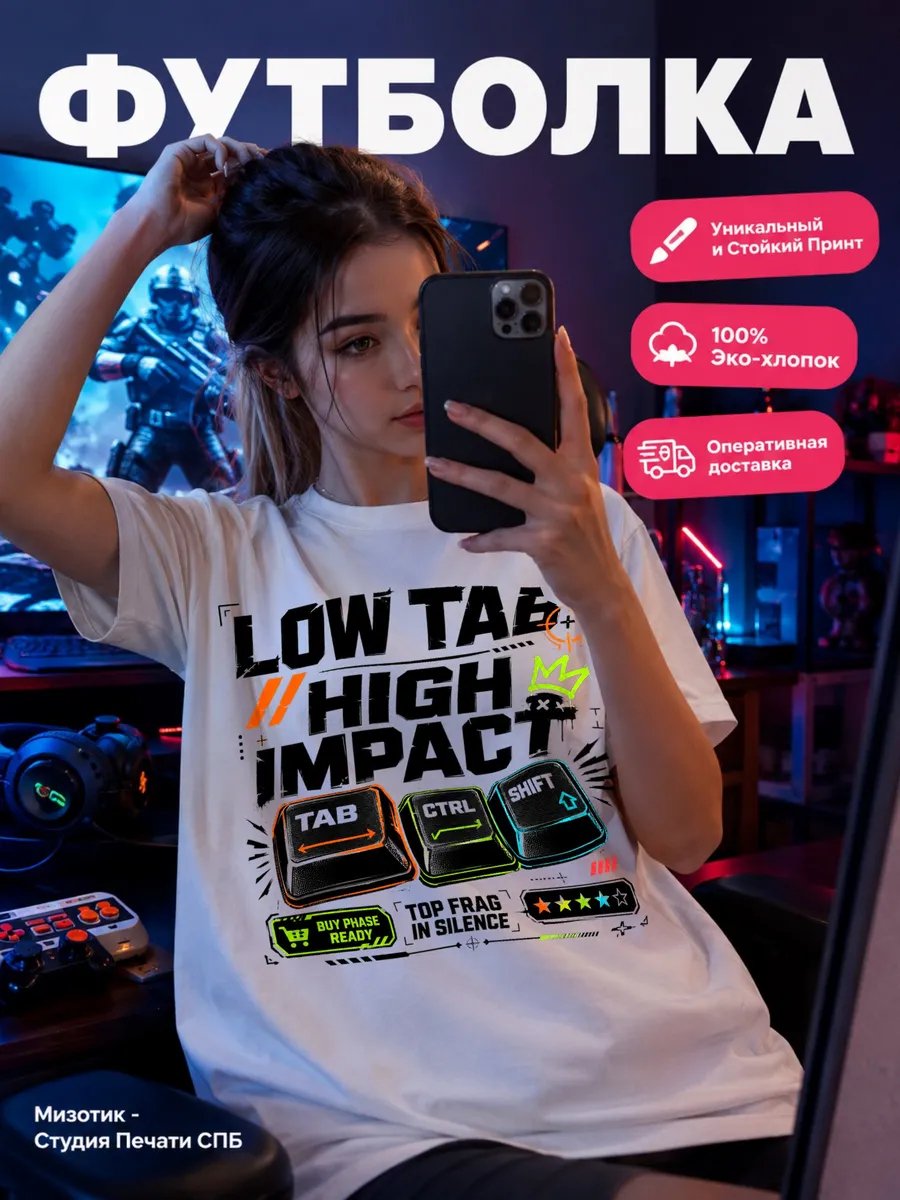 ФУТБОЛКА
Уникальный
и Стойкий Принт
100%
Эко-хлопок
Оперативная
доставка
LOW TAB
// HIGH
IMPACT
TAB
CTRL
SHIFT
BUY PHASE
READY
TOP FRAG
IN SILENCE
Мизотик -
Студия Печати СПБ